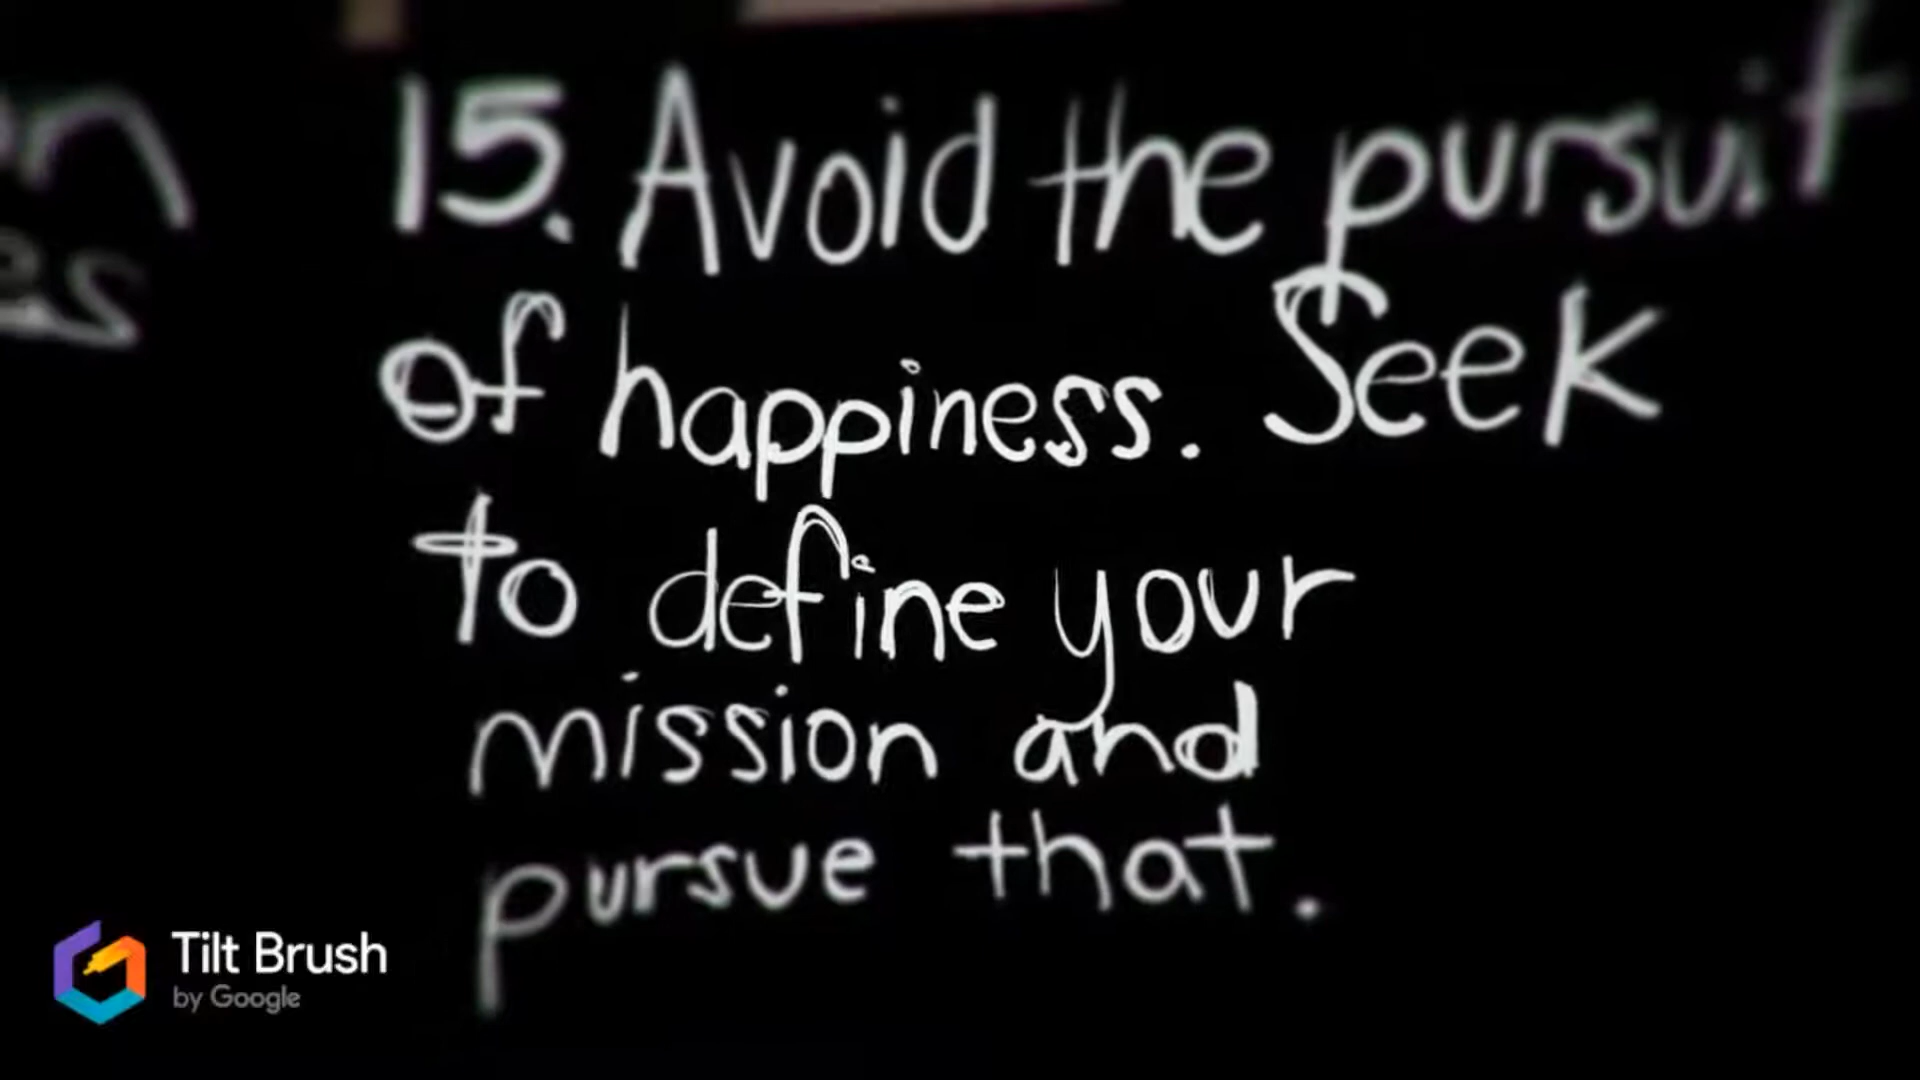 15. Avoid the pursuit
of happiness. Seek
to define your
mission and
pursue that.
Tilt Brush
by Google